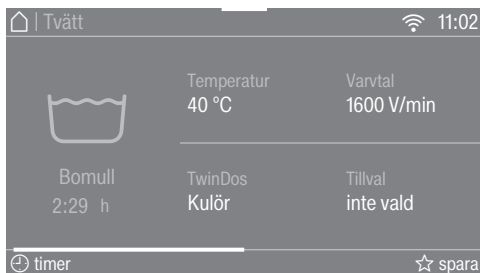 | Tvätt
11:02
Temperatur
40 °C
Varvtal
1600 V/min
Bomull
2:29 h
TwinDos
Kulör
Tillval
inte vald
timer
spara